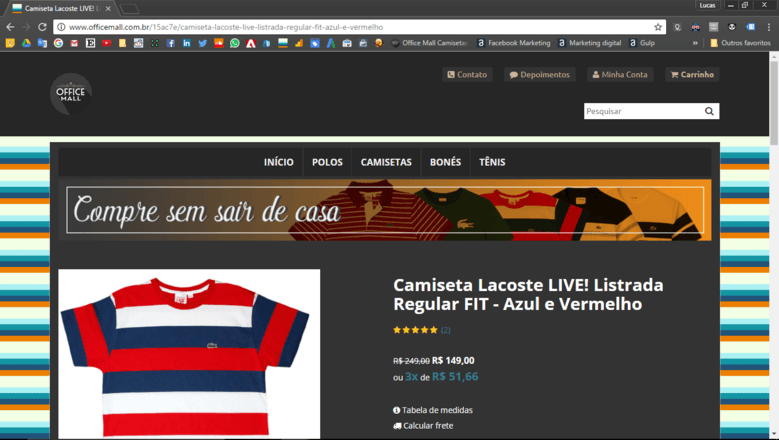 Lucas
Camiseta Lacoste LIVE! L
www.officemall.com.br/15ac7e/camiseta-lacoste-live-listrada-regular-fit-azul-e-vermelho
Office Mall Camisetas
Facebook Marketing
Marketing digital
Gulp
Outros favoritos
OFFICE
MALL
Contato
Depoimentos
Minha Conta
Carrinho
Pesquisar
INÍCIO
POLOS
CAMISETAS
BONÉS
TÊNIS
Compre sem sair de casa
Camiseta Lacoste LIVE! Listrada
Regular FIT - Azul e Vermelho
(2)
R$ 249,00 R$ 149,00
ou 3x de R$ 51,66
Tabela de medidas
Calcular frete